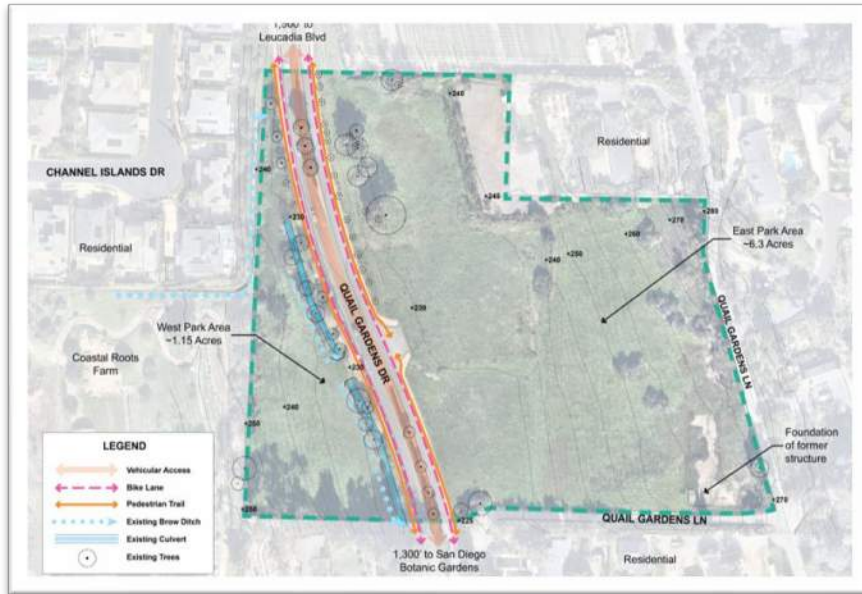 1,500' to
Leucadia Blvd
+240
Residential
CHANNEL ISLANDS DR
+240
+245
+285
+270
+230
+260
East Park Area
~6.3 Acres
Residential
+240
+250
QUAIL GARDENS DR
+230
QUAIL GARDENS LN
West Park Area
~1.15 Acres
Coastal Roots
Farm
+230
+240
+250
Foundation
of former
structure
LEGEND
Vehicular Access
Bike Lane
Pedestrian Trail
Existing Brow Ditch
Existing Culvert
Existing Trees
+250
+225
QUAIL GARDENS LN
+270
1,300' to San Diego
Botanic Gardens
Residential